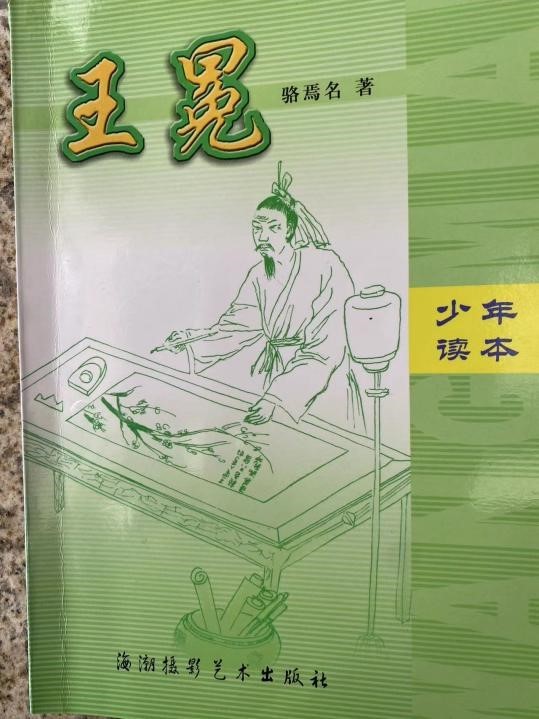 王冕
骆焉名 著
少年
读本
海潮摄影艺术出版社